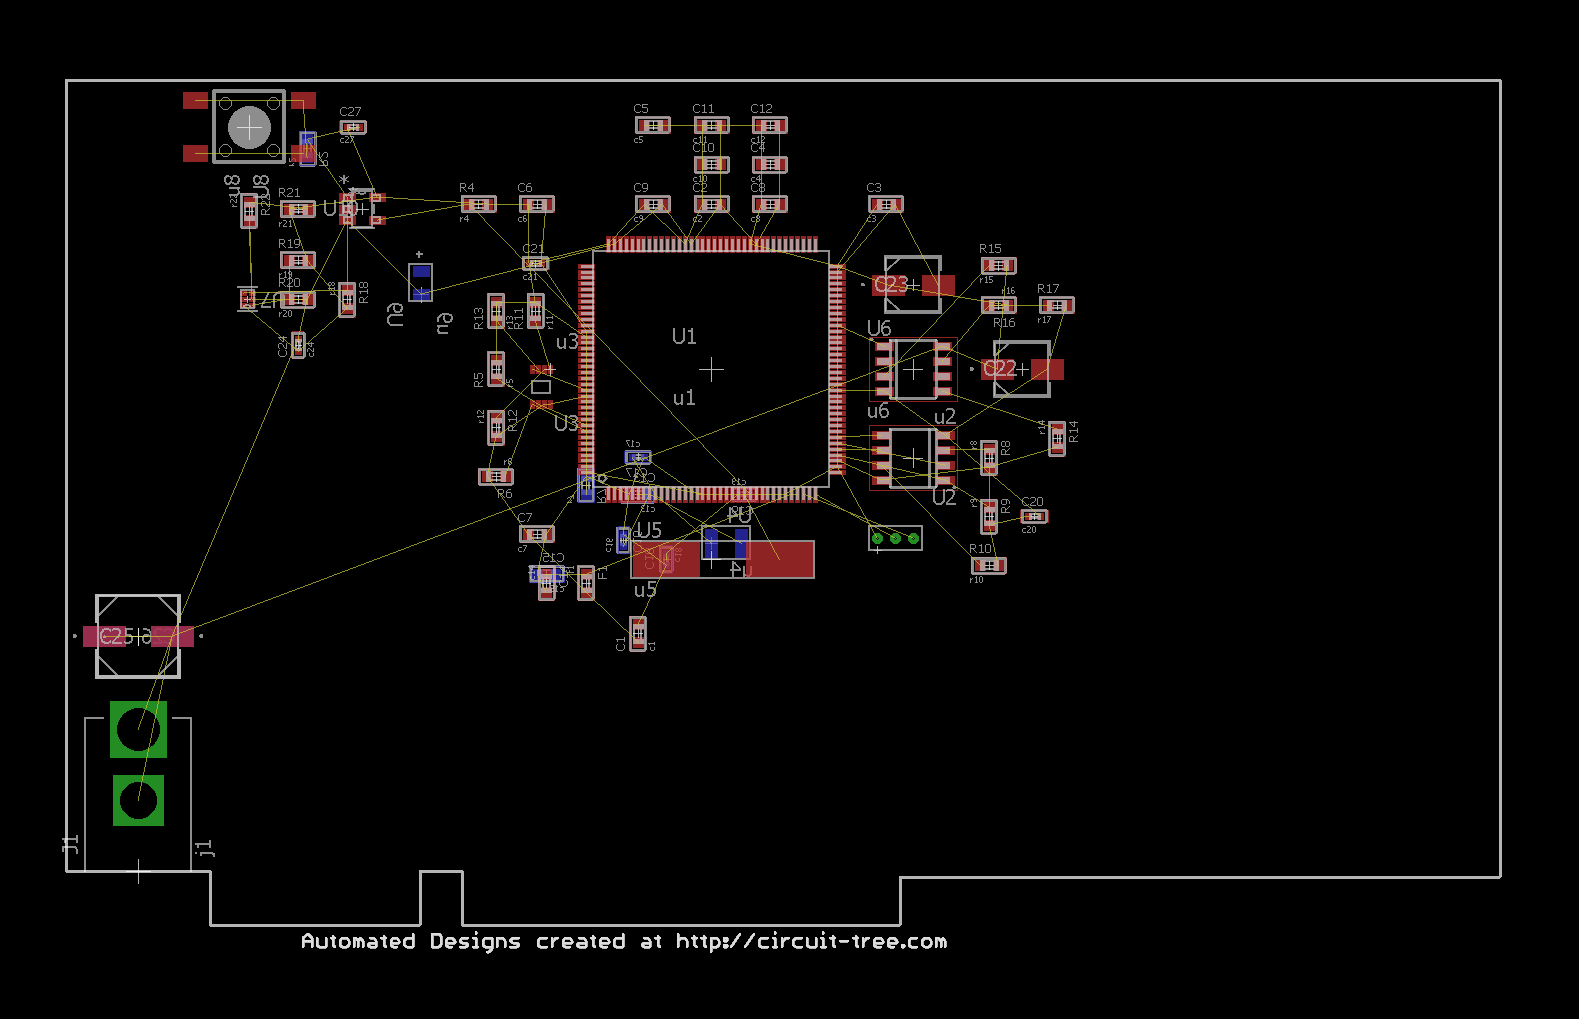 C27
c27
C5
C11
C12
c5
c11
c12
C10
C4
c10
c4
R4
C6
C9
C2
C8
C3
r4
c6
c9
c2
c8
c3
u8
U8
R21
r21
r22
R19
r19
R20
r20
r18
R18
C24
c24
U9
u9
C21
c21
R13
r13
R11
r11
u3
U3
R5
r12
R12
r6
R6
U1
u1
C23
U6
u6
R15
r15
r16
R16
R17
r17
C22
u2
U2
r14
R14
r8
R8
r9
R9
C20
c20
R10
r10
c17
C17
C7
c7
c16
U5
u5
U4
u4
C15
F1
C1
c1
C25
J1
j1
Automated Designs created at http://circuit-tree.com